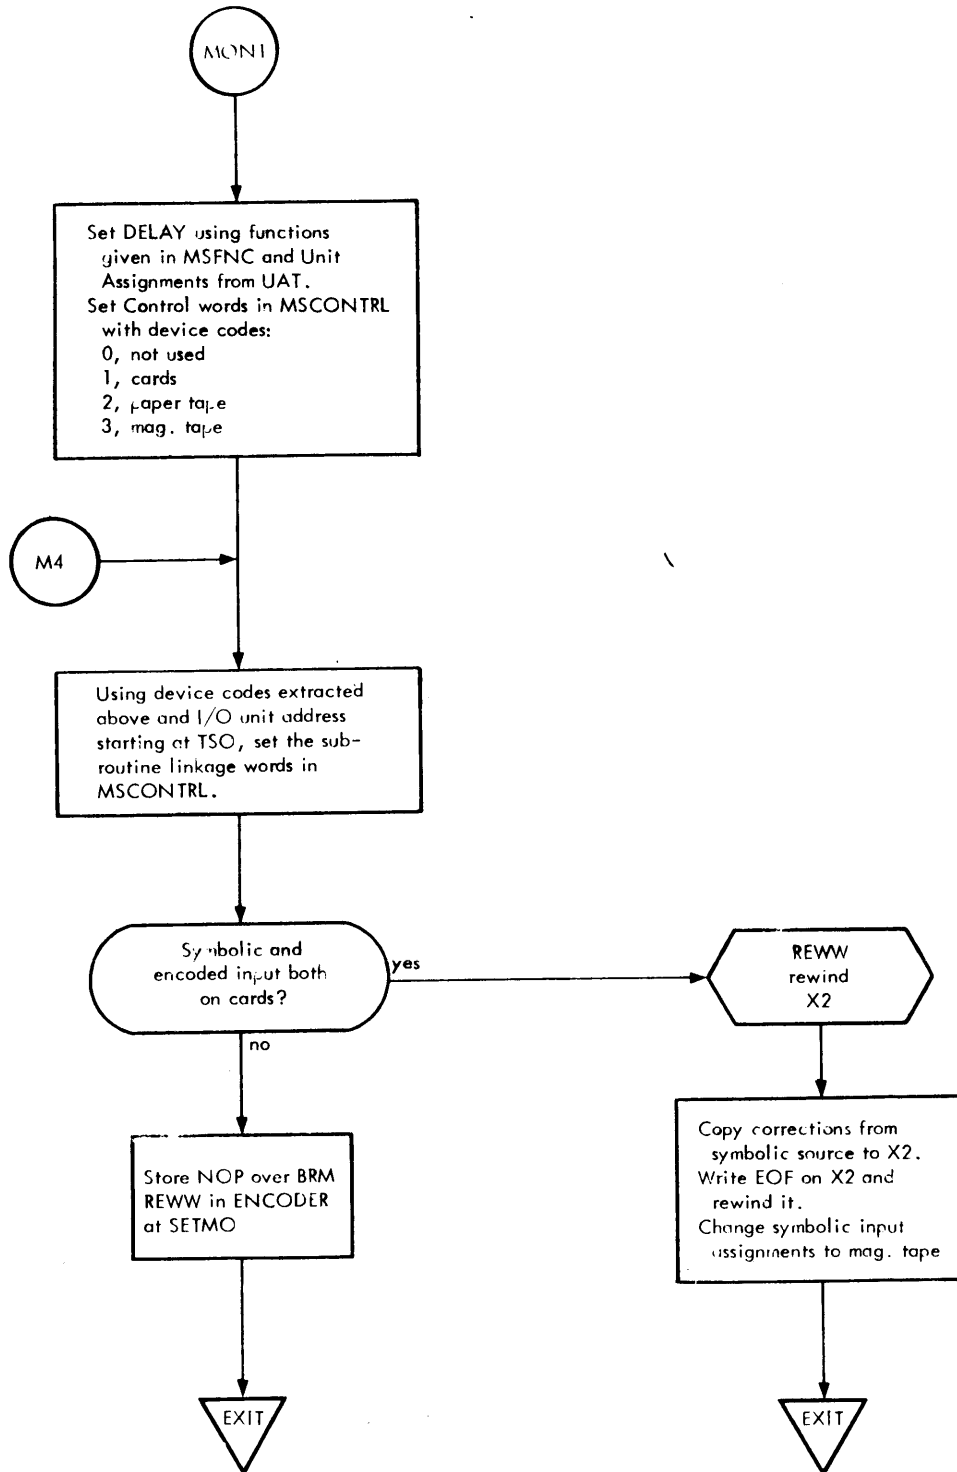 MON1
Set DELAY using functions
given in MSFNC and Unit
Assignments from UAT.
Set Control words in MSCONTRL
with device codes:
0, not used
1, cards
2, paper tape
3, mag. tape
M4
Using device codes extracted
above and I/O unit address
starting at TSO, set the sub-
routine linkage words in
MSCONTRL.
Symbolic and
encoded input both
on cards?
yes
REWW
rewind
X2
no
Store NOP over BRM
REWW in ENCODER
at SETMO
Copy corrections from
symbolic source to X2.
Write EOF on X2 and
rewind it.
Change symbolic input
assignments to mag. tape
EXIT
EXIT